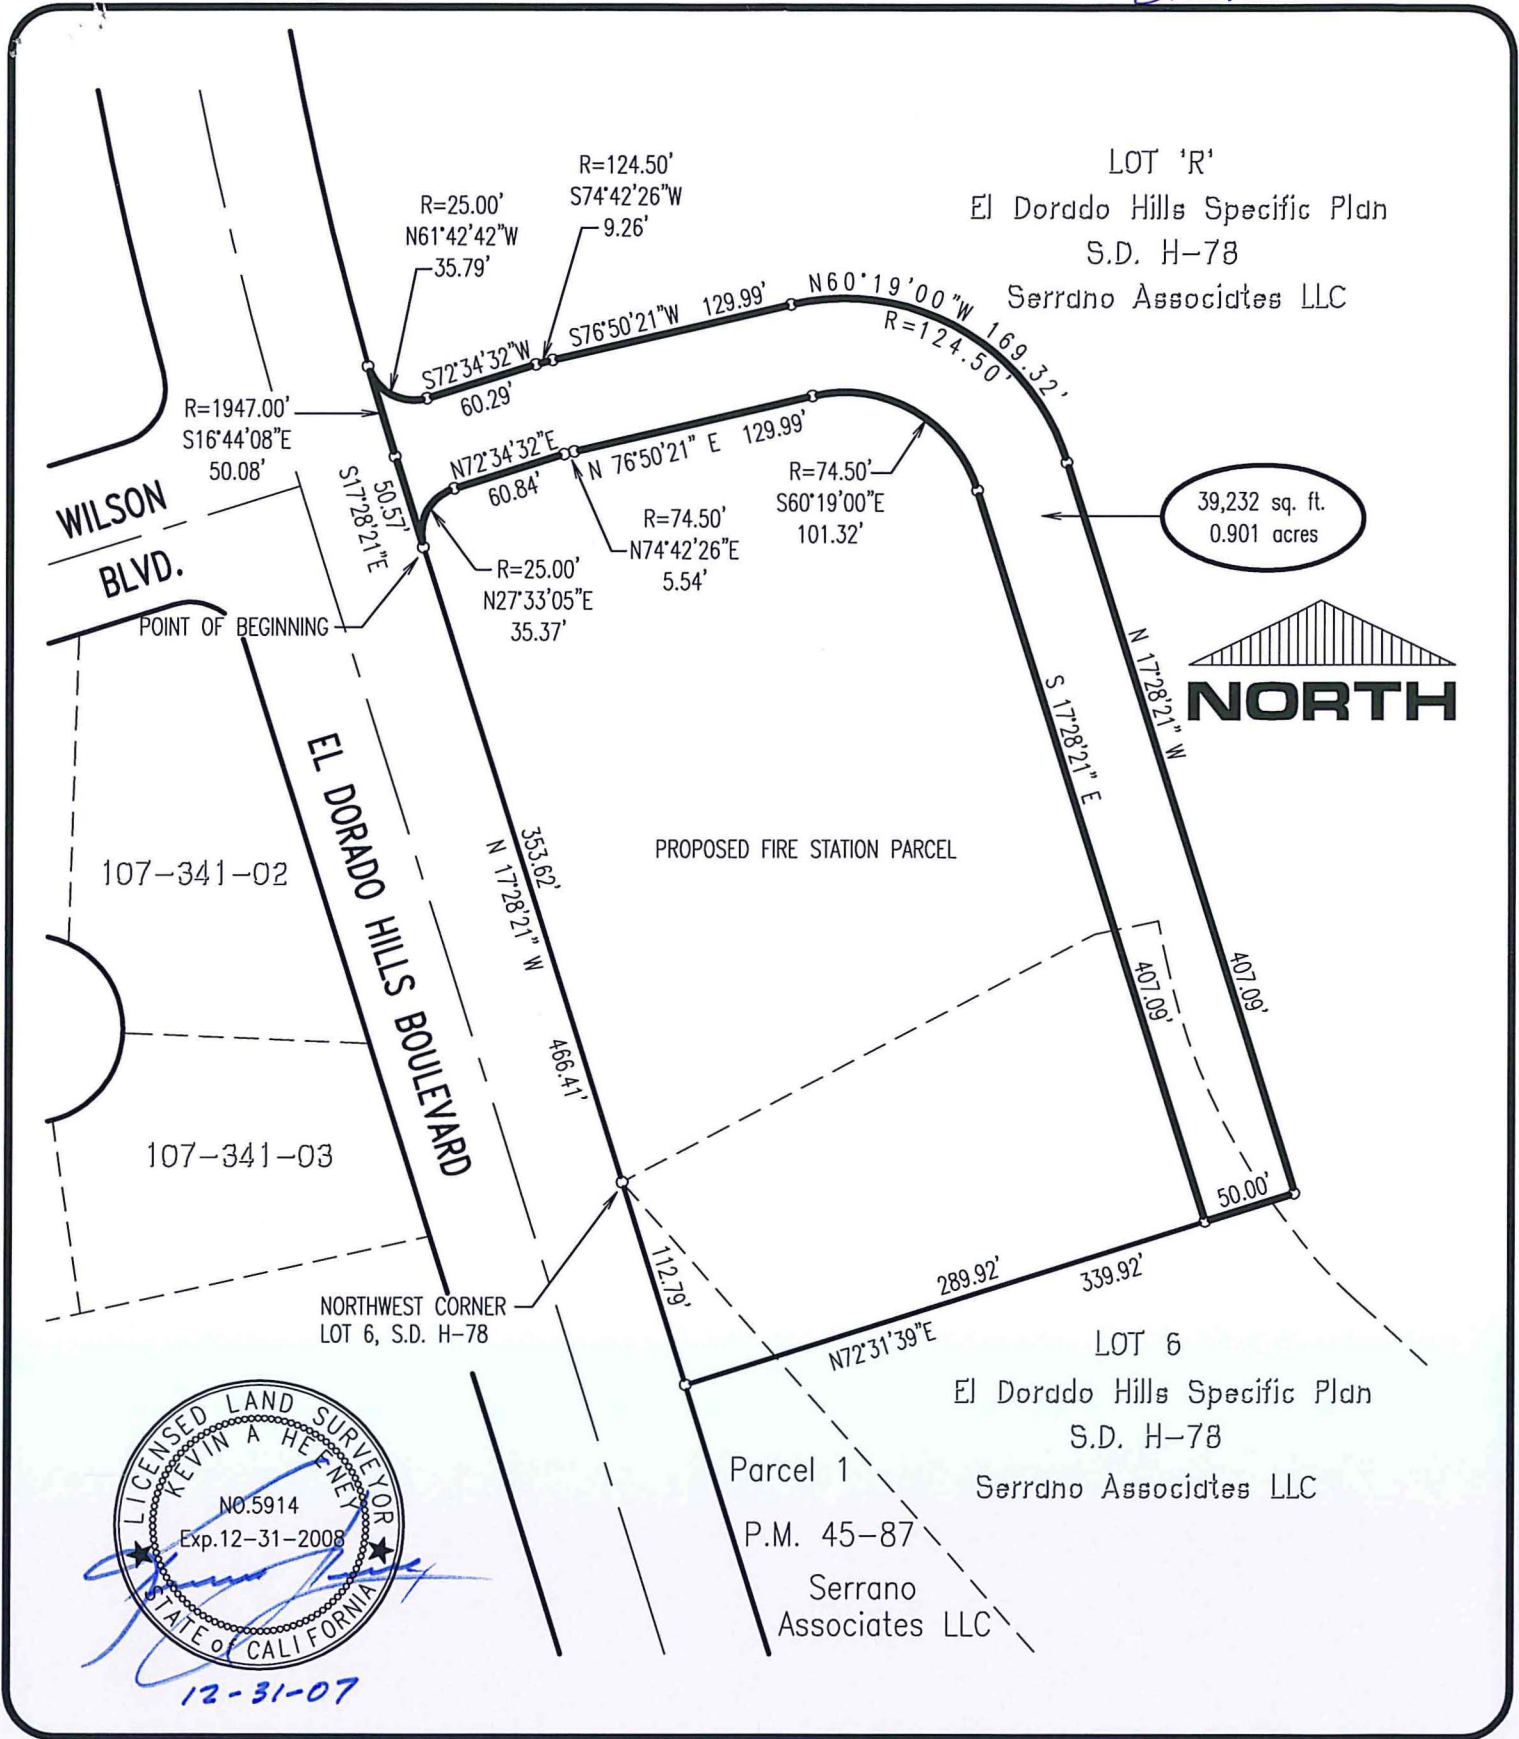 R=124.50'
S74°42'26"W
9.26'
R=25.00'
N61°42'42"W
35.79'
LOT 'R'
El Dorado Hills Specific Plan
S.D. H-78
Serrano Associates LLC
N60°19'00"W 169.32'
R=124.50'
S76°50'21"W 129.99'
S72°34'32"W
60.29'
R=1947.00'
S16°44'08"E
50.08'
WILSON
BLVD.
50.57'
S17°28'21"E
N72°34'32"E
60.84'
N 76°50'21" E 129.99'
R=74.50'
S60°19'00"E
101.32'
R=74.50'
N74°42'26"E
5.54'
R=25.00'
N27°33'05"E
35.37'
39,232 sq. ft.
0.901 acres
POINT OF BEGINNING
NORTH
N 17°28'21" W
407.09'
S 17°28'21" E
407.09'
EL DORADO HILLS BOULEVARD
107-341-02
353.62'
N 17°28'21" W
466.41'
PROPOSED FIRE STATION PARCEL
107-341-03
50.00'
112.79'
289.92'
339.92'
N72°31'39"E
NORTHWEST CORNER
LOT 6, S.D. H-78
LOT 6
El Dorado Hills Specific Plan
S.D. H-78
Serrano Associates LLC
Parcel 1
P.M. 45-87
Serrano
Associates LLC
LICENSED LAND SURVEYOR
KEVIN A HEENEY
NO.5914
Exp.12-31-2008
STATE of CALIFORNIA
12-31-07